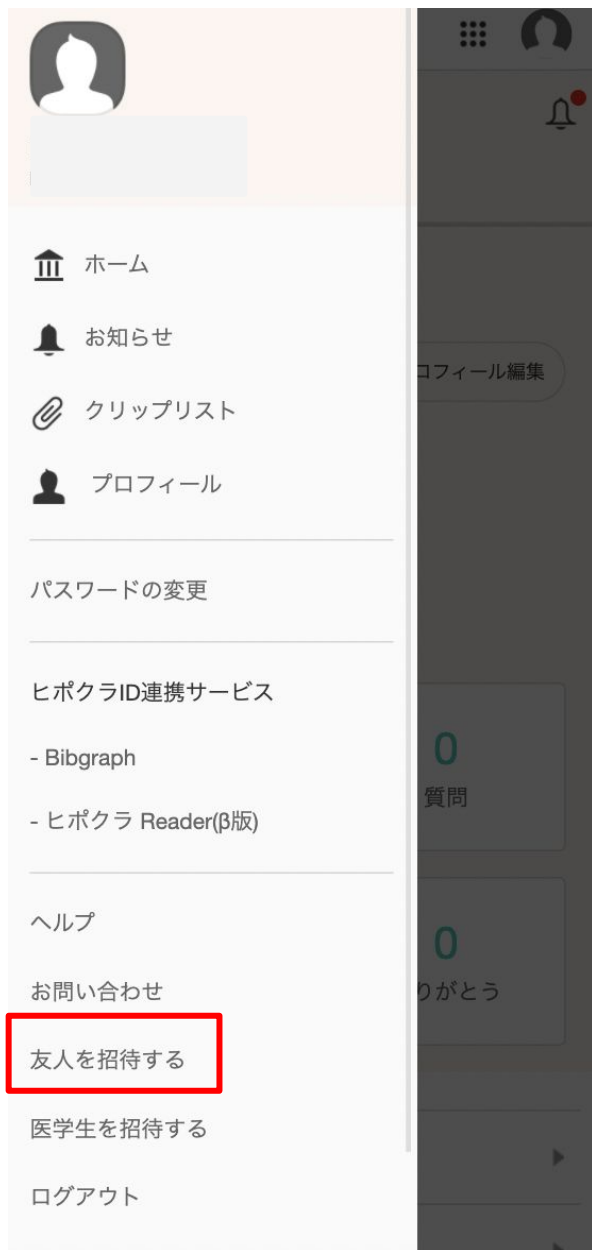 ホーム
お知らせ
クリップリスト
プロフィール
パスワードの変更
ヒポクラID連携サービス
- Bibgraph
- ヒポクラ Reader(β版)
ヘルプ
お問い合わせ
友人を招待する
医学生を招待する
ログアウト
コフィール編集
0
質問
0
りがとう